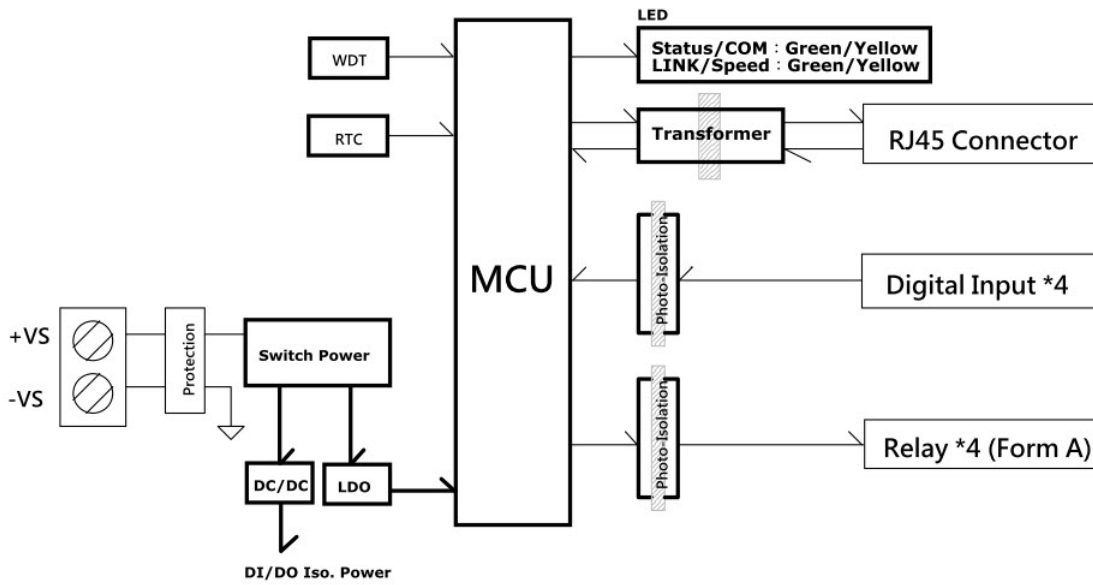 LED
Status/COM：Green/Yellow
LINK/Speed：Green/Yellow
WDT
RTC
Transformer
RJ45 Connector
MCU
Photo-Isolation
Digital Input *4
+VS
-VS
Protection
Switch Power
Photo-Isolation
Relay *4 (Form A)
DC/DC
LDO
DI/DO Iso. Power